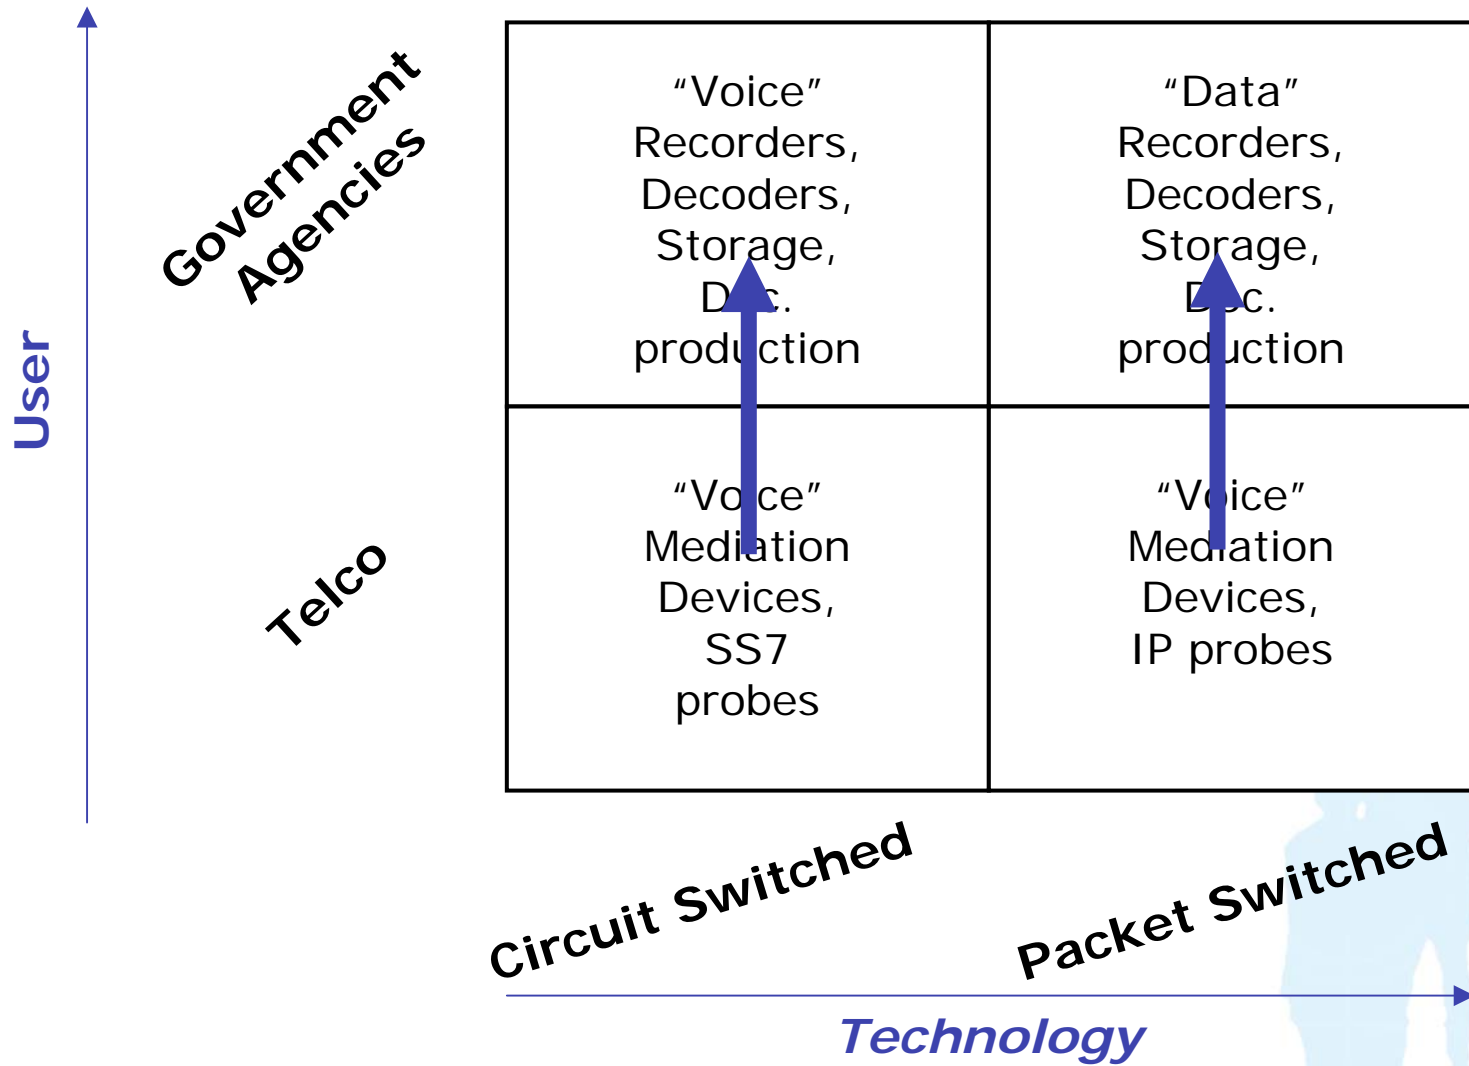 Government
Agencies
User
"Voice"
Recorders,
Decoders,
Storage,
Doc.
production
"Data"
Recorders,
Decoders,
Storage,
Doc.
production
Telco
"Voice"
Mediation
Devices,
SS7
probes
"Voice"
Mediation
Devices,
IP probes
Circuit Switched
Packet Switched
Technology